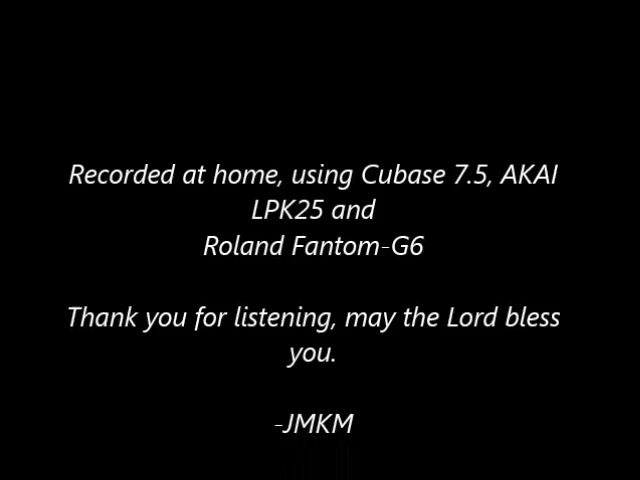 Recorded at home, using Cubase 7.5, AKAI
LPK25 and
Roland Fantom-G6
Thank you for listening, may the Lord bless
you.
-JMKM